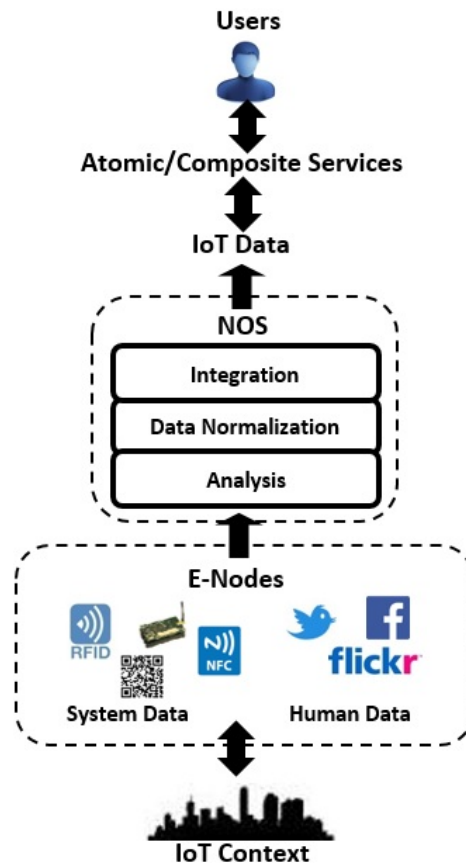 Users
Atomic/Composite Services
IoT Data
NOS
Integration
Data Normalization
Analysis
E-Nodes
RFID
N
NFC
f
flickr
System Data
Human Data
IoT Context